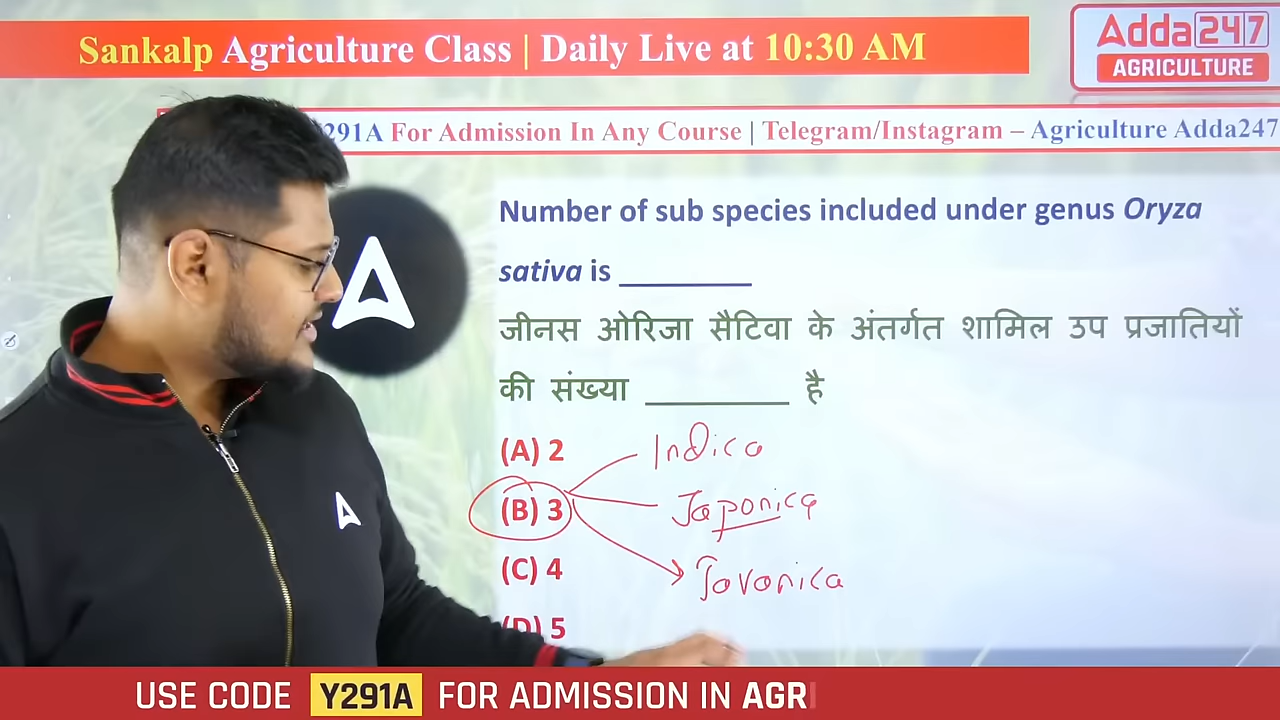 Sankalp Agriculture Class | Daily Live at 10:30 AM
Adda247
AGRICULTURE
291A For Admission In Any Course | Telegram/Instagram – Agriculture Adda247
Number of sub species included under genus Oryza
sativa is ________
जीनस ओरिजा सैटिवा के अंतर्गत शामिल उप प्रजातियों
की संख्या ________ है
(A) 2
Indica
(B) 3
Japonica
(C) 4
Javanica
(D) 5
USE CODE Y291A FOR ADMISSION IN AGRI